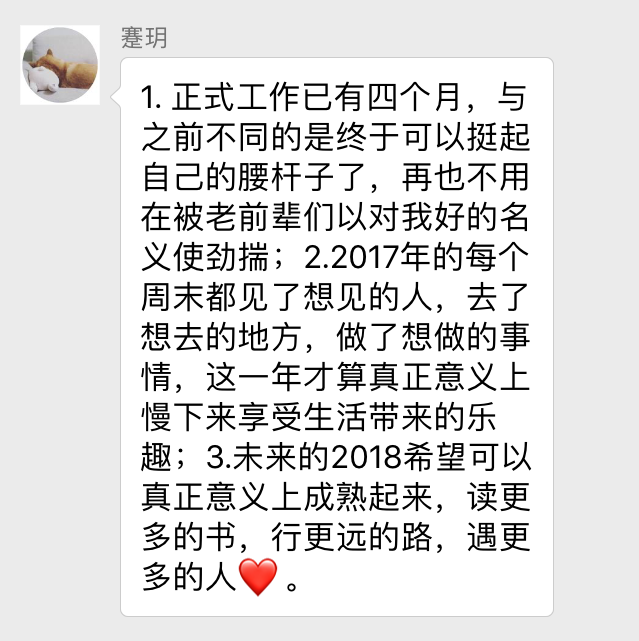 蹇玥
1. 正式工作已有四个月，与
之前不同的是终于可以挺起
自己的腰杆子了，再也不用
在被老前辈们以对我好的名
义使劲揣；2.2017年的每个
周末都见了想见的人，去了
想去的地方，做了想做的事
情，这一年才算真正意义上
慢下来享受生活带来的乐
趣；3.未来的2018希望可以
真正意义上成熟起来，读更
多的书，行更远的路，遇更
多的人❤️。